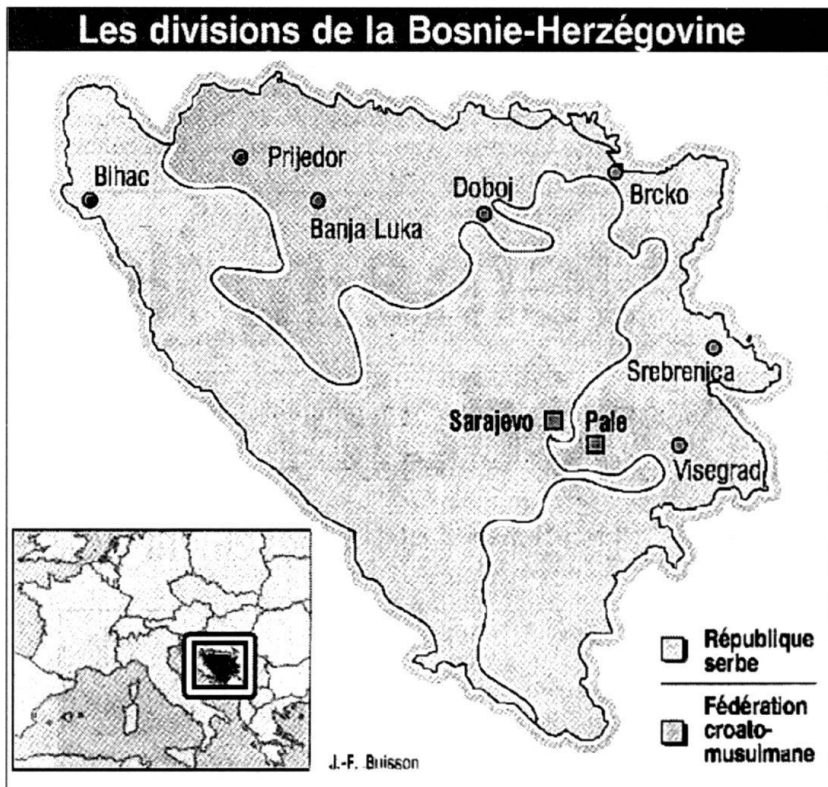 Les divisions de la Bosnie-Herzégovine
Bihac
Prijedor
Banja Luka
Doboj
Brcko
Srebrenica
Sarajevo
Pale
Visegrad
République
serbe
Fédération
croato-
musulmane
J.-F. Buisson